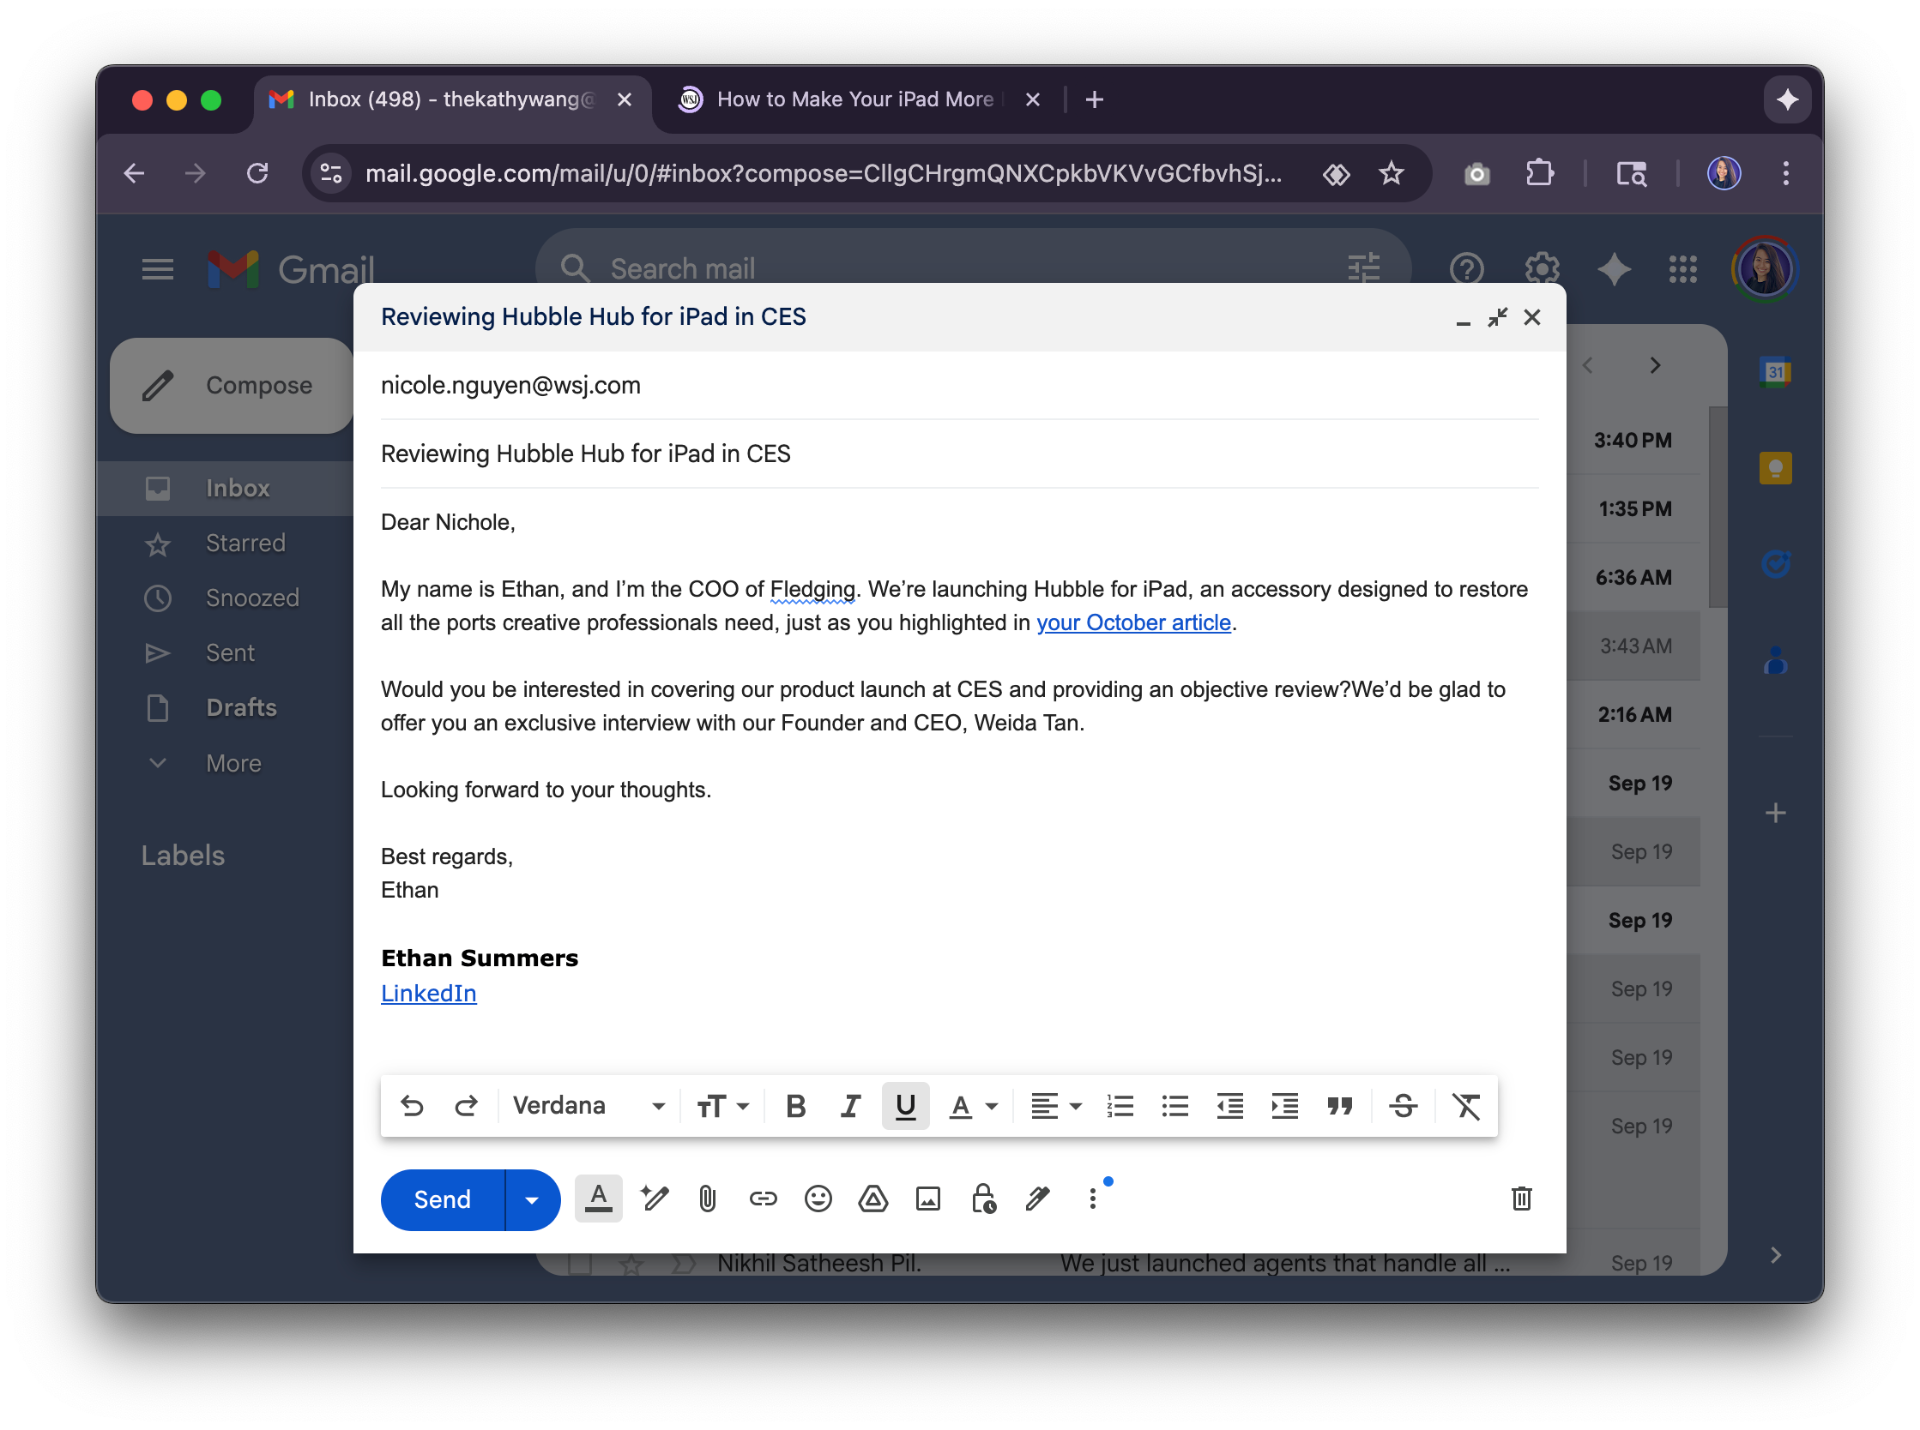 Inbox (498) - thekathywang@
How to Make Your iPad More
mail.google.com/mail/u/0/#inbox?compose=CllgCHrgmQNXCpkbVKVvGCfbvhSj...
Gmail
Search mail
Compose
Inbox
Starred
Snoozed
Sent
Drafts
More
Labels
Reviewing Hubble Hub for iPad in CES
nicole.nguyen@wsj.com
Reviewing Hubble Hub for iPad in CES
Dear Nichole,
My name is Ethan, and I’m the COO of Fledging. We’re launching Hubble for iPad, an accessory designed to restore
all the ports creative professionals need, just as you highlighted in your October article.
Would you be interested in covering our product launch at CES and providing an objective review?We’d be glad to
offer you an exclusive interview with our Founder and CEO, Weida Tan.
Looking forward to your thoughts.
Best regards,
Ethan
Ethan Summers
LinkedIn
Verdana
Send
3:40 PM
1:35 PM
6:36 AM
3:43 AM
2:16 AM
Sep 19
Sep 19
Sep 19
Sep 19
Sep 19
Sep 19
Nikhil Satheesh Pil. We just launched agents that handle all ... Sep 19
31
WSJ